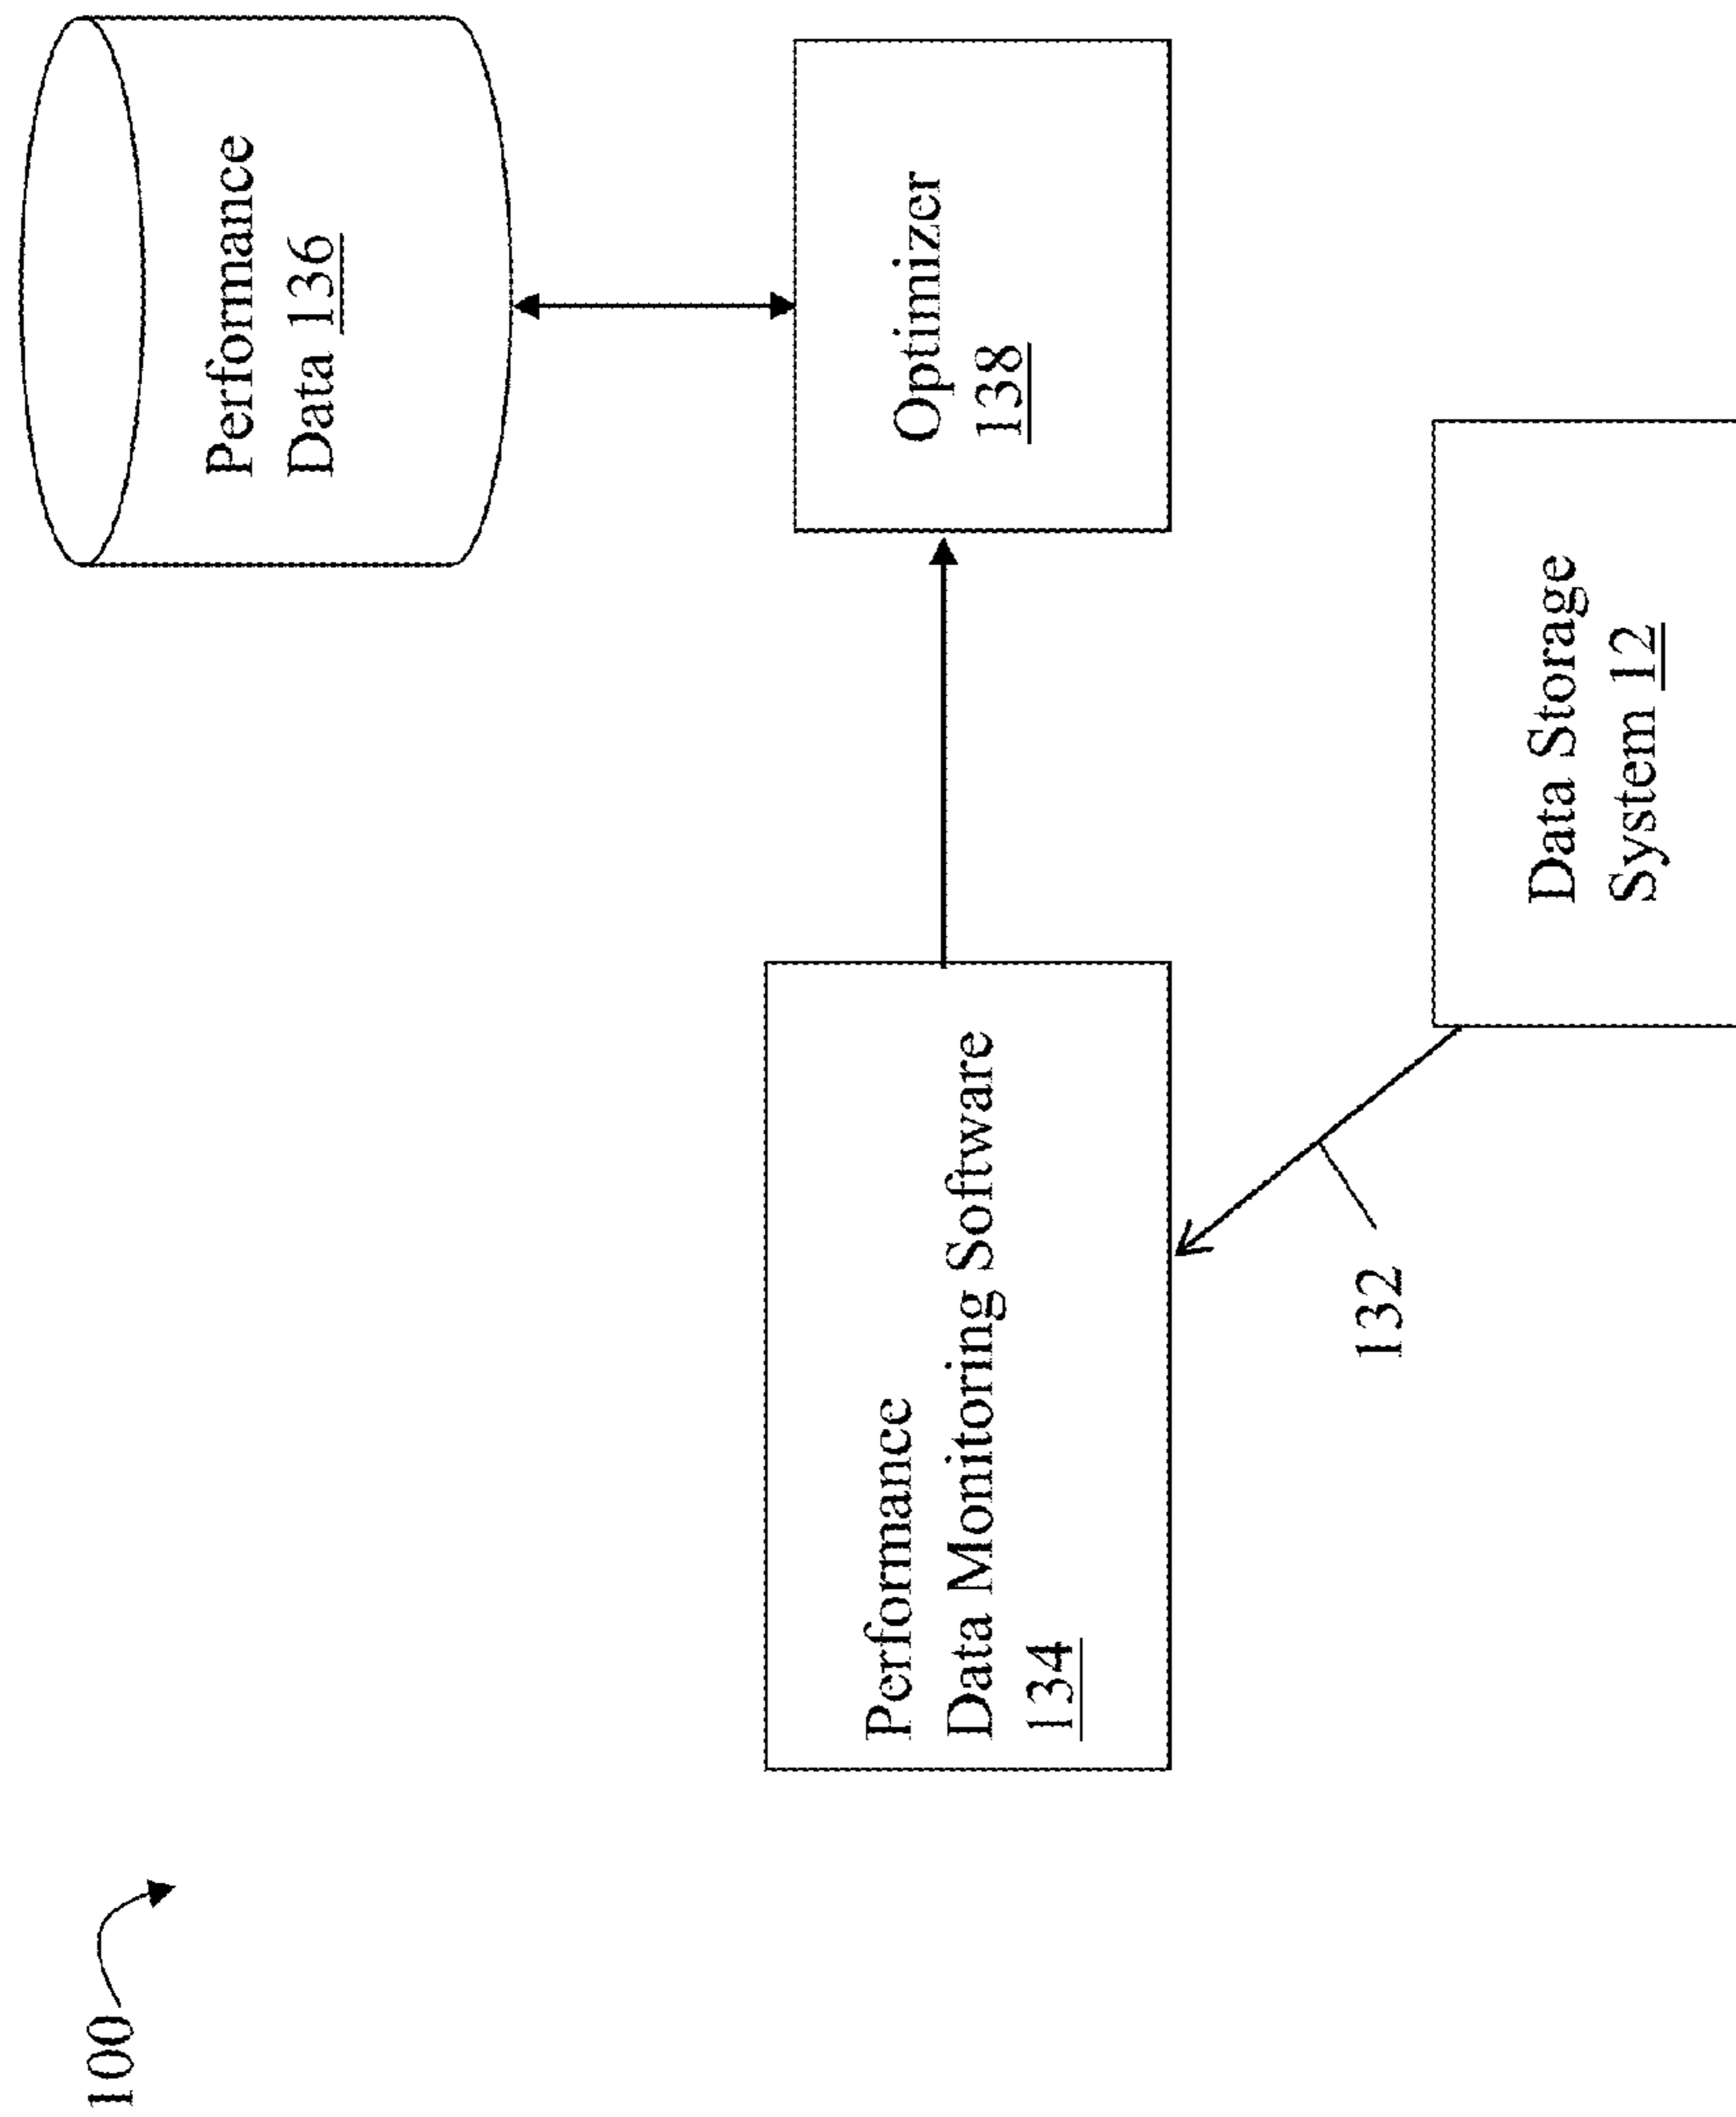 100
Performance
Data 136
Performance
Data Monitoring Software
134
Optimizer
138
132
Data Storage
System 12